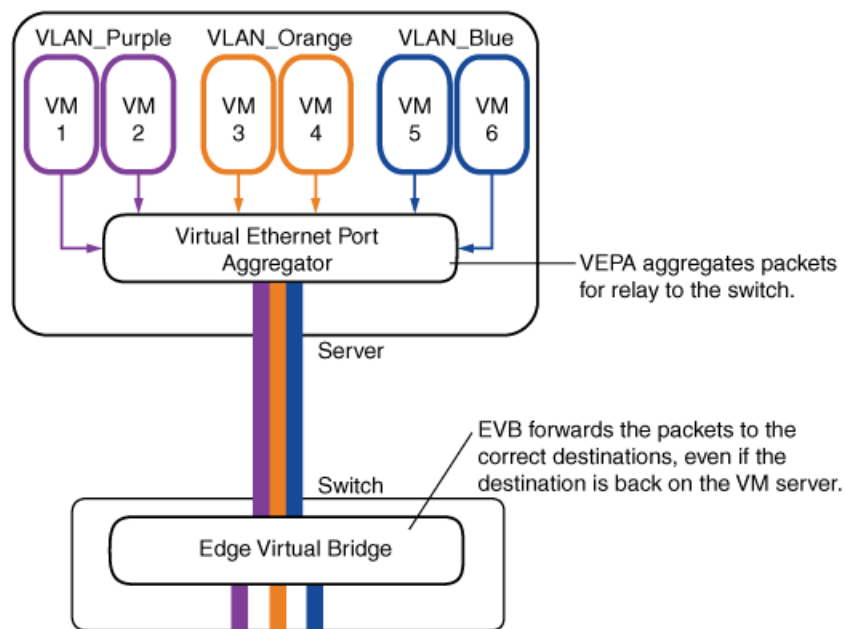 VLAN_Purple VLAN_Orange VLAN_Blue
VM
1
VM
2
VM
3
VM
4
VM
5
VM
6
Virtual Ethernet Port
Aggregator
VEPA aggregates packets
for relay to the switch.
Server
EVB forwards the packets to the
correct destinations, even if the
destination is back on the VM server.
Switch
Edge Virtual Bridge